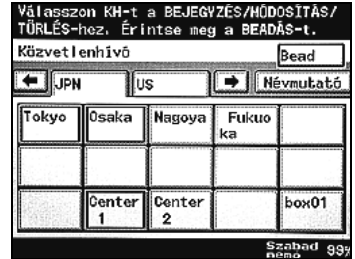 Válasszon KH-t a BEJEGYZÉS/MÓDOSÍTÁS/
TÖRLÉS-hez. Érintse meg a BEADÁS-t.
Közvetlenhívó
Bead
JPN
US
Névmutató
Tokyo
Osaka
Nagoya
Fukuo
ka
Center
1
Center
2
box01
Szabad
nemó
99%